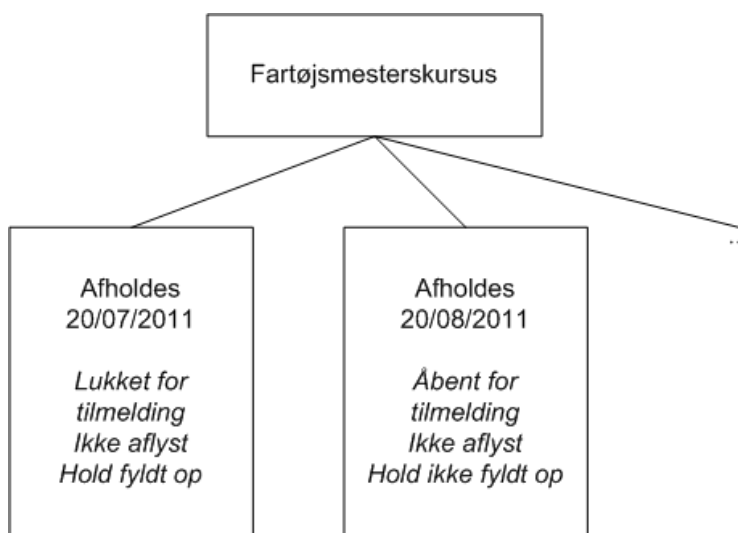 Fartøjsmesterskursus
Afholdes
20/07/2011
Lukket for
tilmelding
Ikke aflyst
Hold fyldt op
Afholdes
20/08/2011
Åbent for
tilmelding
Ikke aflyst
Hold ikke fyldt op
..